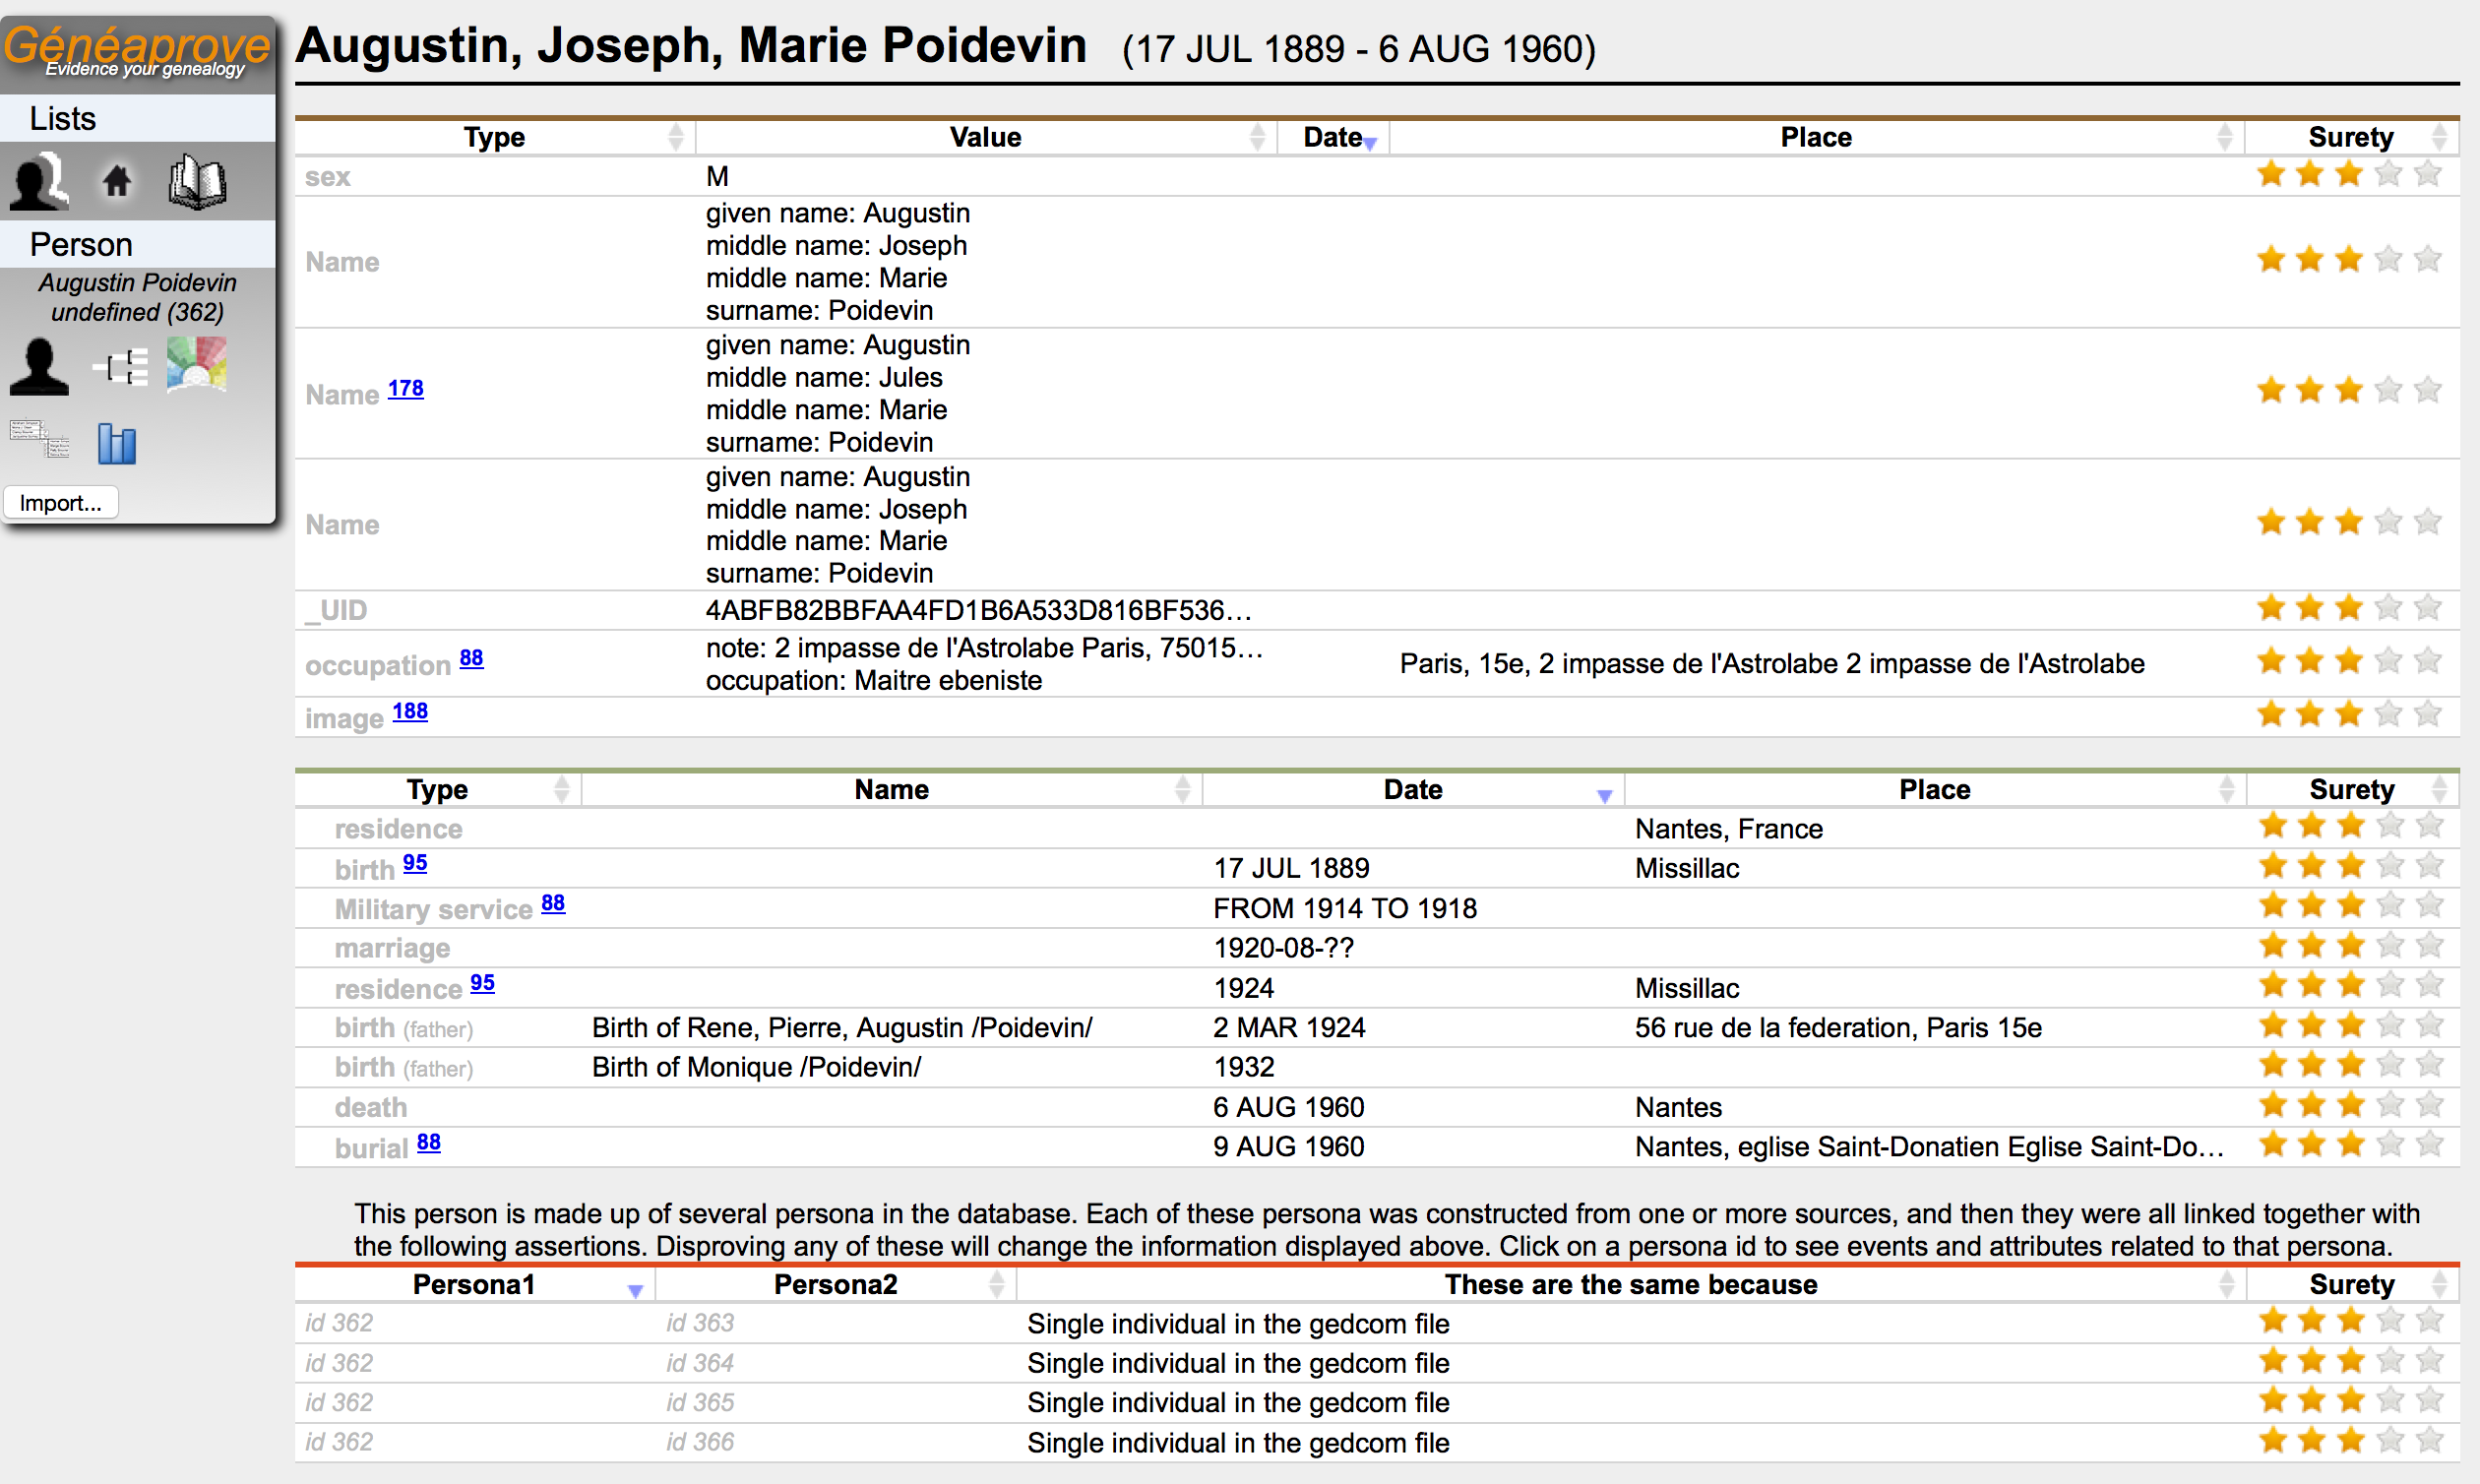 Généaprove
Evidence your genealogy
Lists
Person
Augustin Poidevin
undefined (362)
Import...
Augustin, Joseph, Marie Poidevin (17 JUL 1889 - 6 AUG 1960)
Type Value Date Place Surety
sex M
Name given name: Augustin
middle name: Joseph
middle name: Marie
surname: Poidevin
Name 178 given name: Augustin
middle name: Jules
middle name: Marie
surname: Poidevin
Name given name: Augustin
middle name: Joseph
middle name: Marie
surname: Poidevin
_UID 4ABFB82BBFAA4FD1B6A533D816BF536...
occupation 88 note: 2 impasse de l'Astrolabe Paris, 75015...
occupation: Maitre ebeniste Paris, 15e, 2 impasse de l'Astrolabe 2 impasse de l'Astrolabe
image 188
Type Name Date Place Surety
residence Nantes, France
birth 95 17 JUL 1889 Missillac
Military service 88 FROM 1914 TO 1918
marriage 1920-08-??
residence 95 1924 Missillac
birth (father) Birth of Rene, Pierre, Augustin /Poidevin/ 2 MAR 1924 56 rue de la federation, Paris 15e
birth (father) Birth of Monique /Poidevin/ 1932
death 6 AUG 1960 Nantes
burial 88 9 AUG 1960 Nantes, eglise Saint-Donatien Eglise Saint-Do...
This person is made up of several persona in the database. Each of these persona was constructed from one or more sources, and then they were all linked together with
the following assertions. Disproving any of these will change the information displayed above. Click on a persona id to see events and attributes related to that persona.
Persona1 Persona2 These are the same because Surety
id 362 id 363 Single individual in the gedcom file
id 362 id 364 Single individual in the gedcom file
id 362 id 365 Single individual in the gedcom file
id 362 id 366 Single individual in the gedcom file